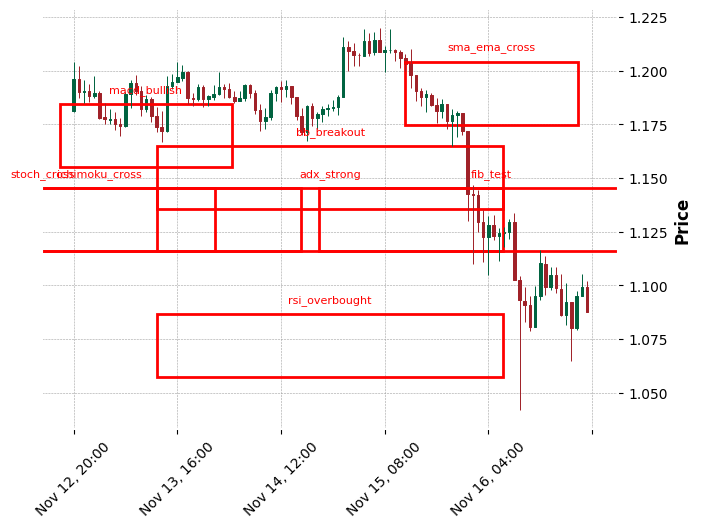 1.225
sma_ema_cross
1.200
macd_bullish
1.175
bb_breakout
stoch_cross
ichimoku_cross
adx_strong
fib_test
1.150
1.125
Price
rsi_overbought
1.100
1.075
1.050
Nov 12, 20:00
Nov 13, 16:00
Nov 14, 12:00
Nov 15, 08:00
Nov 16, 04:00